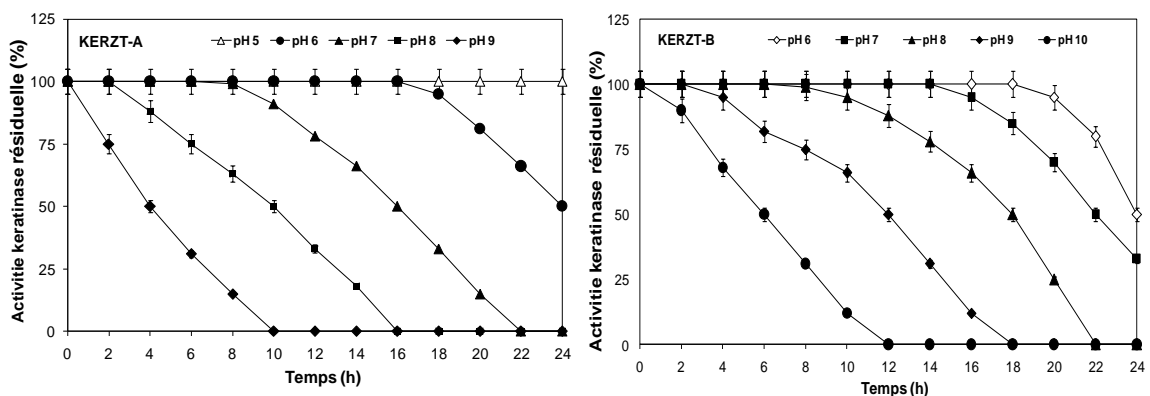 Activitie keratinase résiduelle (%)
125
100
75
50
25
0
KERZT-A
pH 5 pH 6 pH 7 pH 8 pH 9
0 2 4 6 8 10 12 14 16 18 20 22 24
Temps (h)
Activitie keratinase résiduelle (%)
125
100
75
50
25
0
KERZT-B
pH 6 pH 7 pH 8 pH 9 pH 10
0 2 4 6 8 10 12 14 16 18 20 22 24
Temps (h)